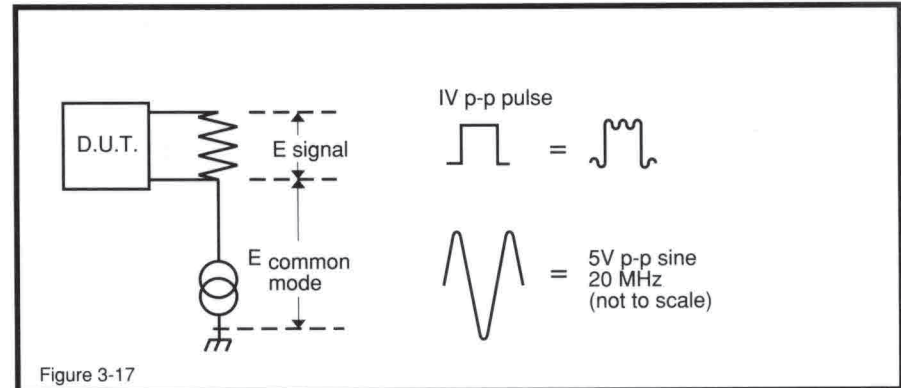 D.U.T.
E signal
E common
mode
IV p-p pulse
=
=
5V p-p sine
20 MHz
(not to scale)
Figure 3-17